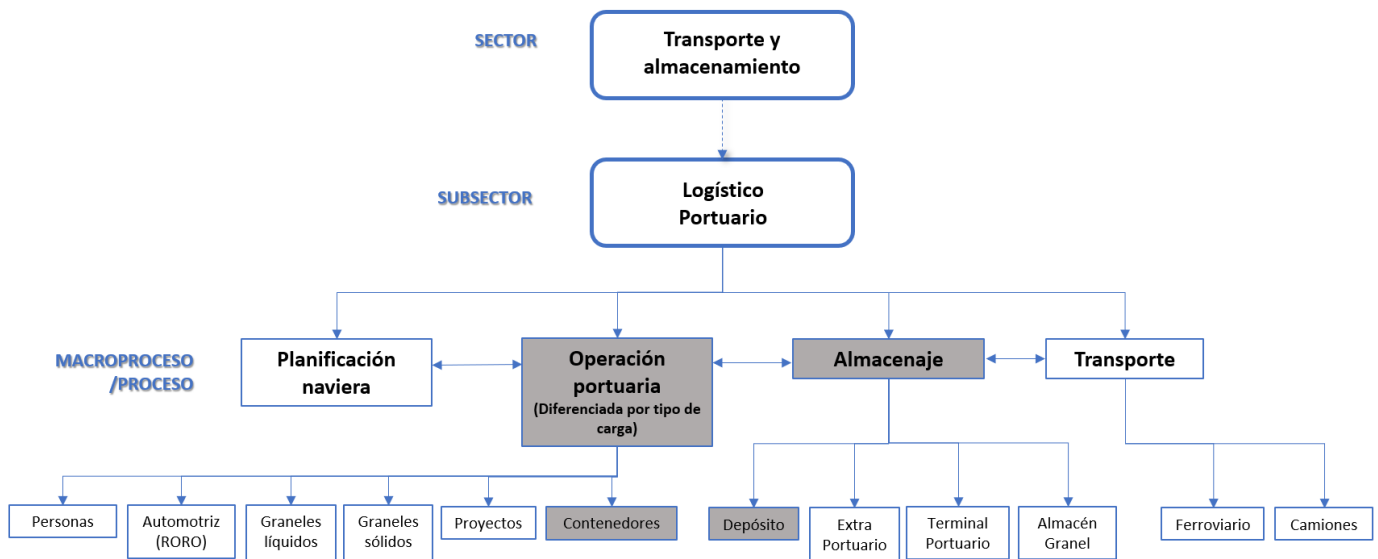 SECTOR
Transporte y
almacenamiento
SUBSECTOR
Logístico
Portuario
MACROPROCESO
/PROCESO
Planificación
naviera
Operación
portuaria
(Diferenciada por tipo de
carga)
Almacenaje
Transporte
Personas
Automotriz
(RORO)
Graneles
líquidos
Graneles
sólidos
Proyectos
Contenedores
Depósito
Extra
Portuario
Terminal
Portuario
Almacén
Granel
Ferroviario
Camiones